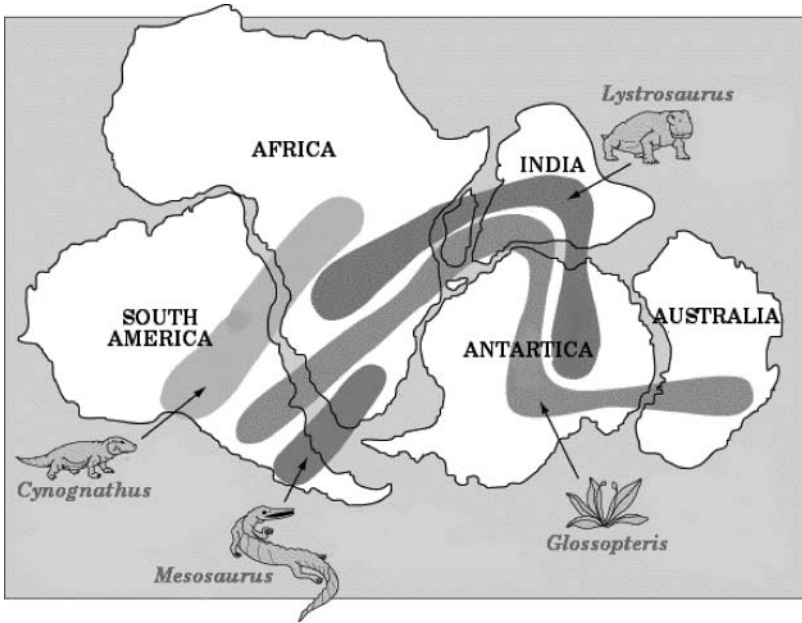 Lystrosaurus
AFRICA
INDIA
SOUTH
AMERICA
AUSTRALIA
ANTARTICA
Cynognathus
Glossopteris
Mesosaurus